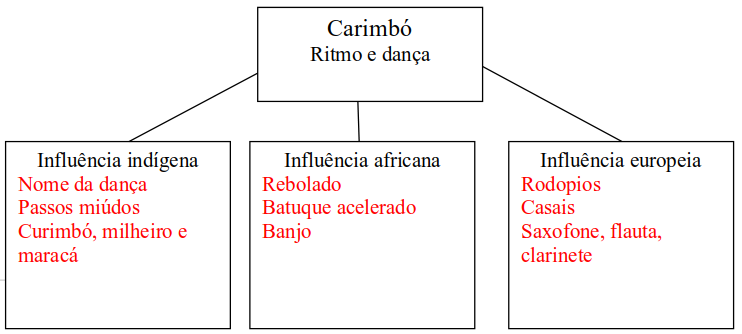 Carimbó
Ritmo e dança
Influência indígena
Nome da dança
Passos miúdos
Curimbó, milheiro e
maracá
Influência africana
Rebolado
Batuque acelerado
Banjo
Influência europeia
Rodopios
Casais
Saxofone, flauta,
clarinete